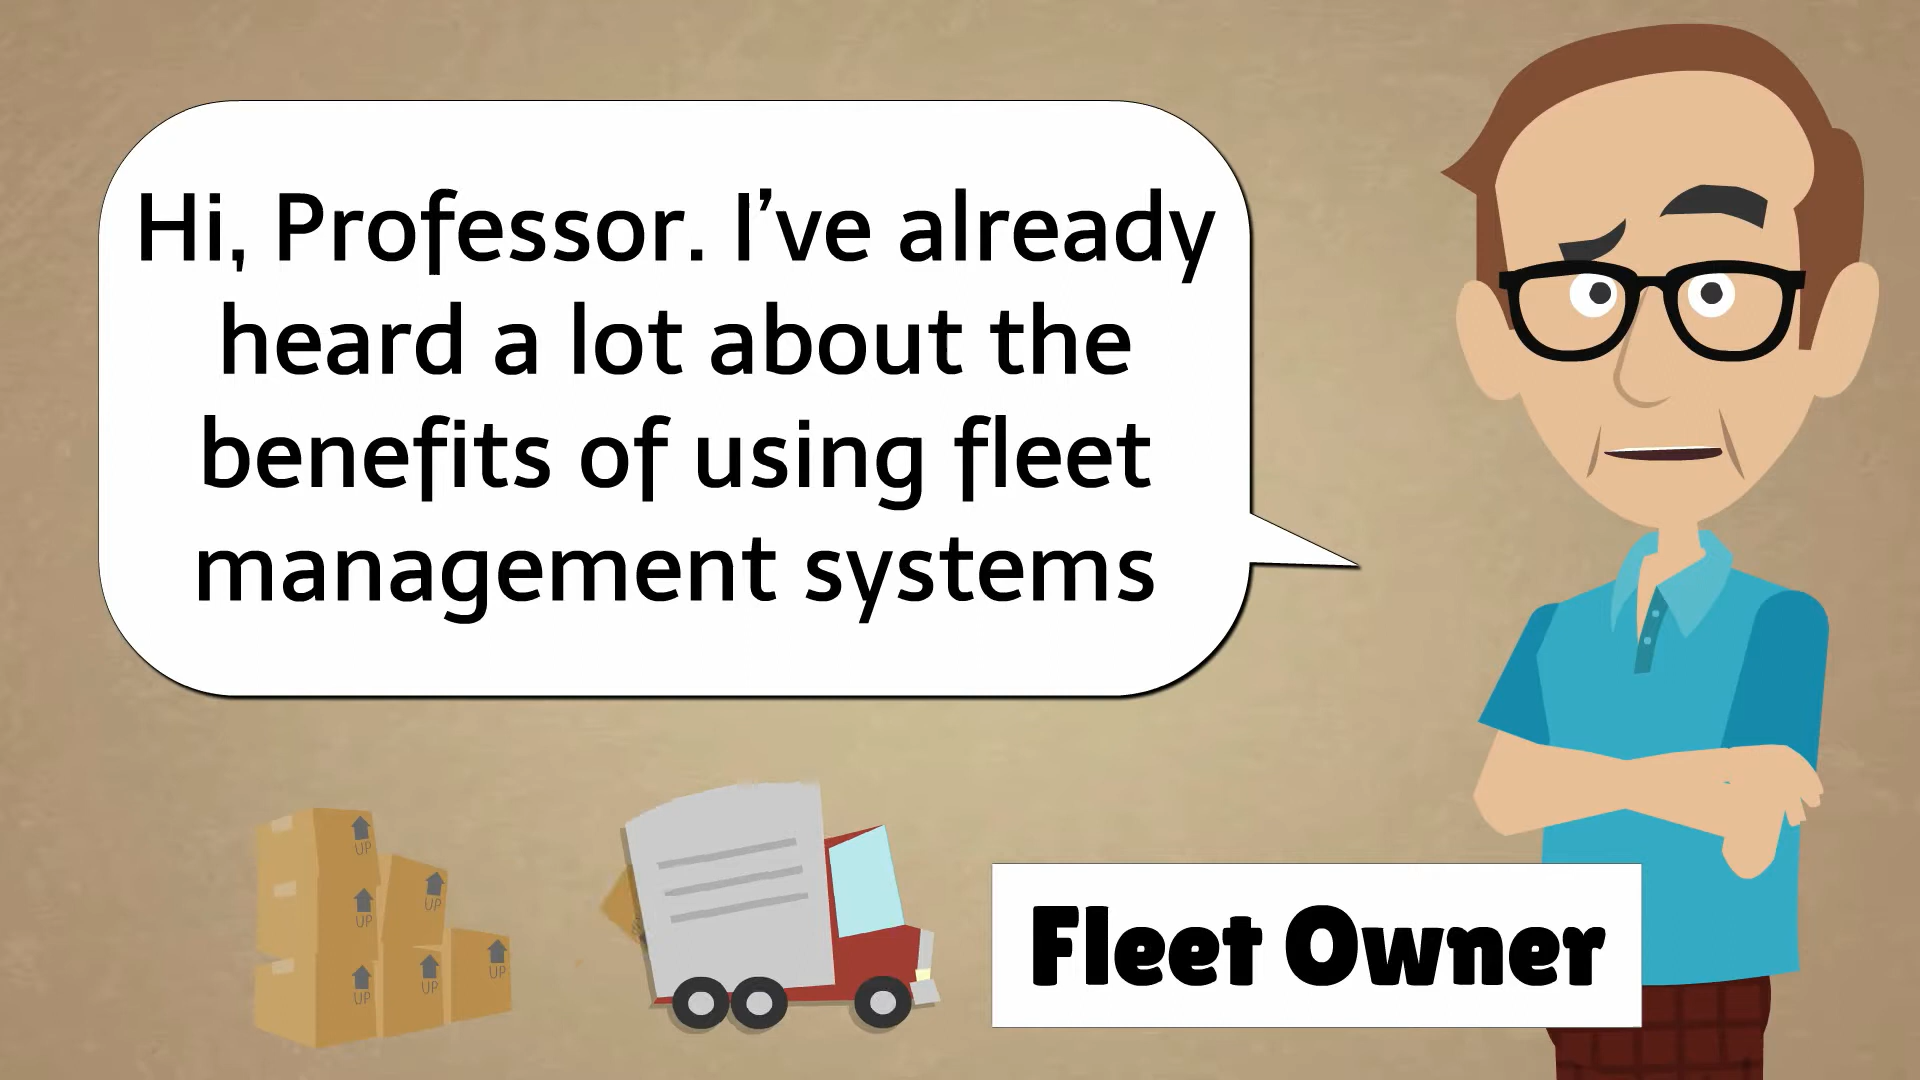 Hi, Professor. I’ve already
heard a lot about the
benefits of using fleet
management systems
UP
UP
UP
UP
UP
UP
Fleet Owner